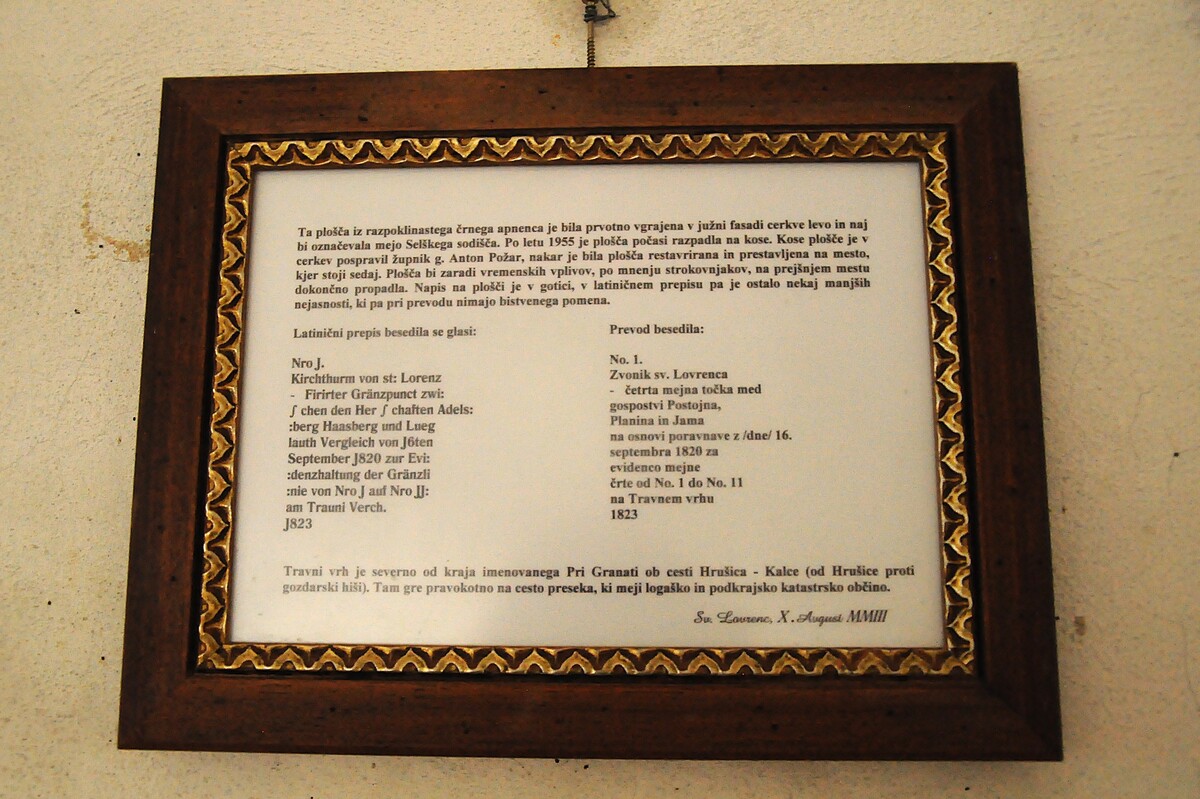 Ta plošča iz razpoklinastega črnega apnenca je bila prvotno vgrajena v južni fasadi cerkve levo in naj
bi označevala mejo Selškega sodišča. Po letu 1955 je plošča počasi razpadla na kose. Kose plošče je v
cerkev pospravil župnik g. Anton Požar, nakar je bila plošča restavrirana in prestavljena na mesto,
kjer stoji sedaj. Plošča bi zaradi vremenskih vplivov, po mnenju strokovnjakov, na prejšnjem mestu
dokončno propadla. Napis na plošči je v gotici, v latiničnem prepisu pa je ostalo nekaj manjših
nejasnosti, ki pa pri prevodu nimajo bistvenega pomena.
Latinični prepis besedila se glasi:
Nro J.
Kirchthurm von st: Lorenz
- Firirter Gränzpunct zwi:
ʃ chen den Her ʃ chaften Adels:
:berg Haasberg und Lueg
lauth Vergleich von J6ten
September J820 zur Evi:
:denzhaltung der Gränzli
:nie von Nro J auf Nro JJ:
am Trauni Verch.
J823
Prevod besedila:
No. 1.
Zvonik sv. Lovrenca
- četrta mejna točka med
gospostvi Postojna,
Planina in Jama
na osnovi poravnave z /dne/ 16.
septembra 1820 za
evidenco mejne
črte od No. 1 do No. 11
na Travnem vrhu
1823
Travni vrh je severno od kraja imenovanega Pri Granati ob cesti Hrušica - Kalce (od Hrušice proti
gozdarski hiši). Tam gre pravokotno na cesto preseka, ki meji logaško in podkrajsko katastrsko občino.
Sv. Lovrenc, X. August MMIII